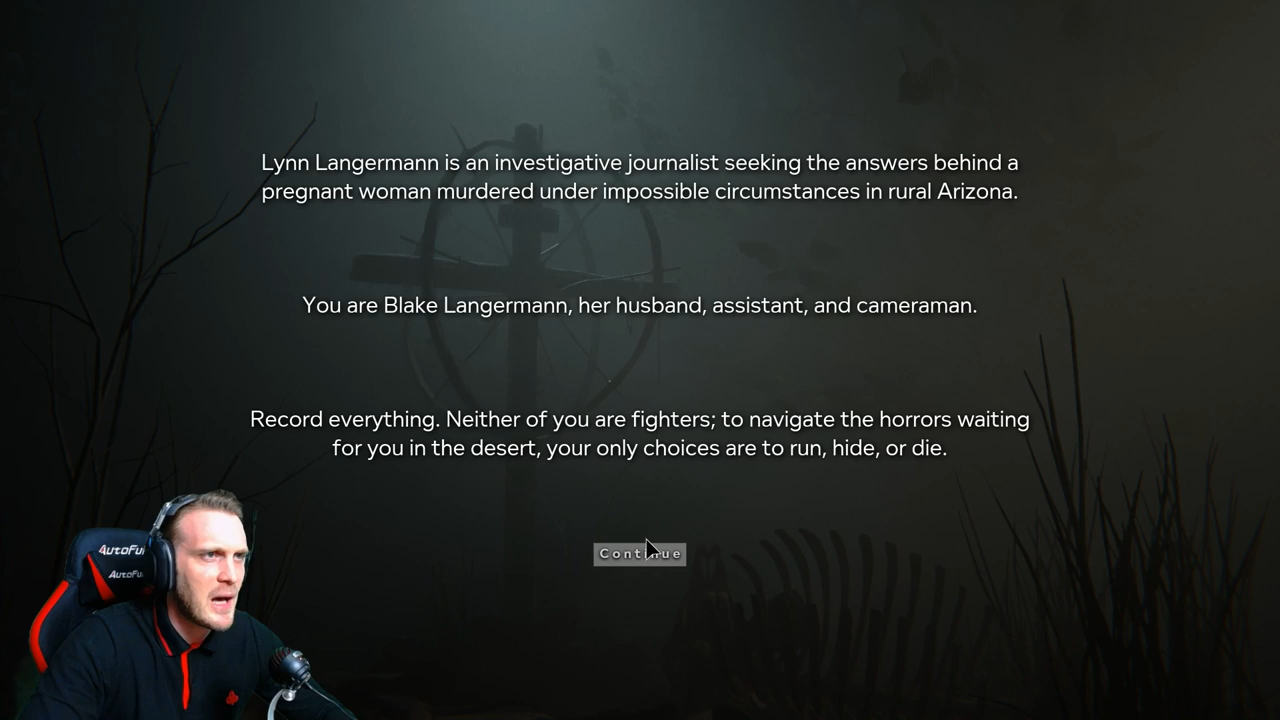 Lynn Langermann is an investigative journalist seeking the answers behind a
pregnant woman murdered under impossible circumstances in rural Arizona.
You are Blake Langermann, her husband, assistant, and cameraman.
Record everything. Neither of you are fighters; to navigate the horrors waiting
for you in the desert, your only choices are to run, hide, or die.
Continue